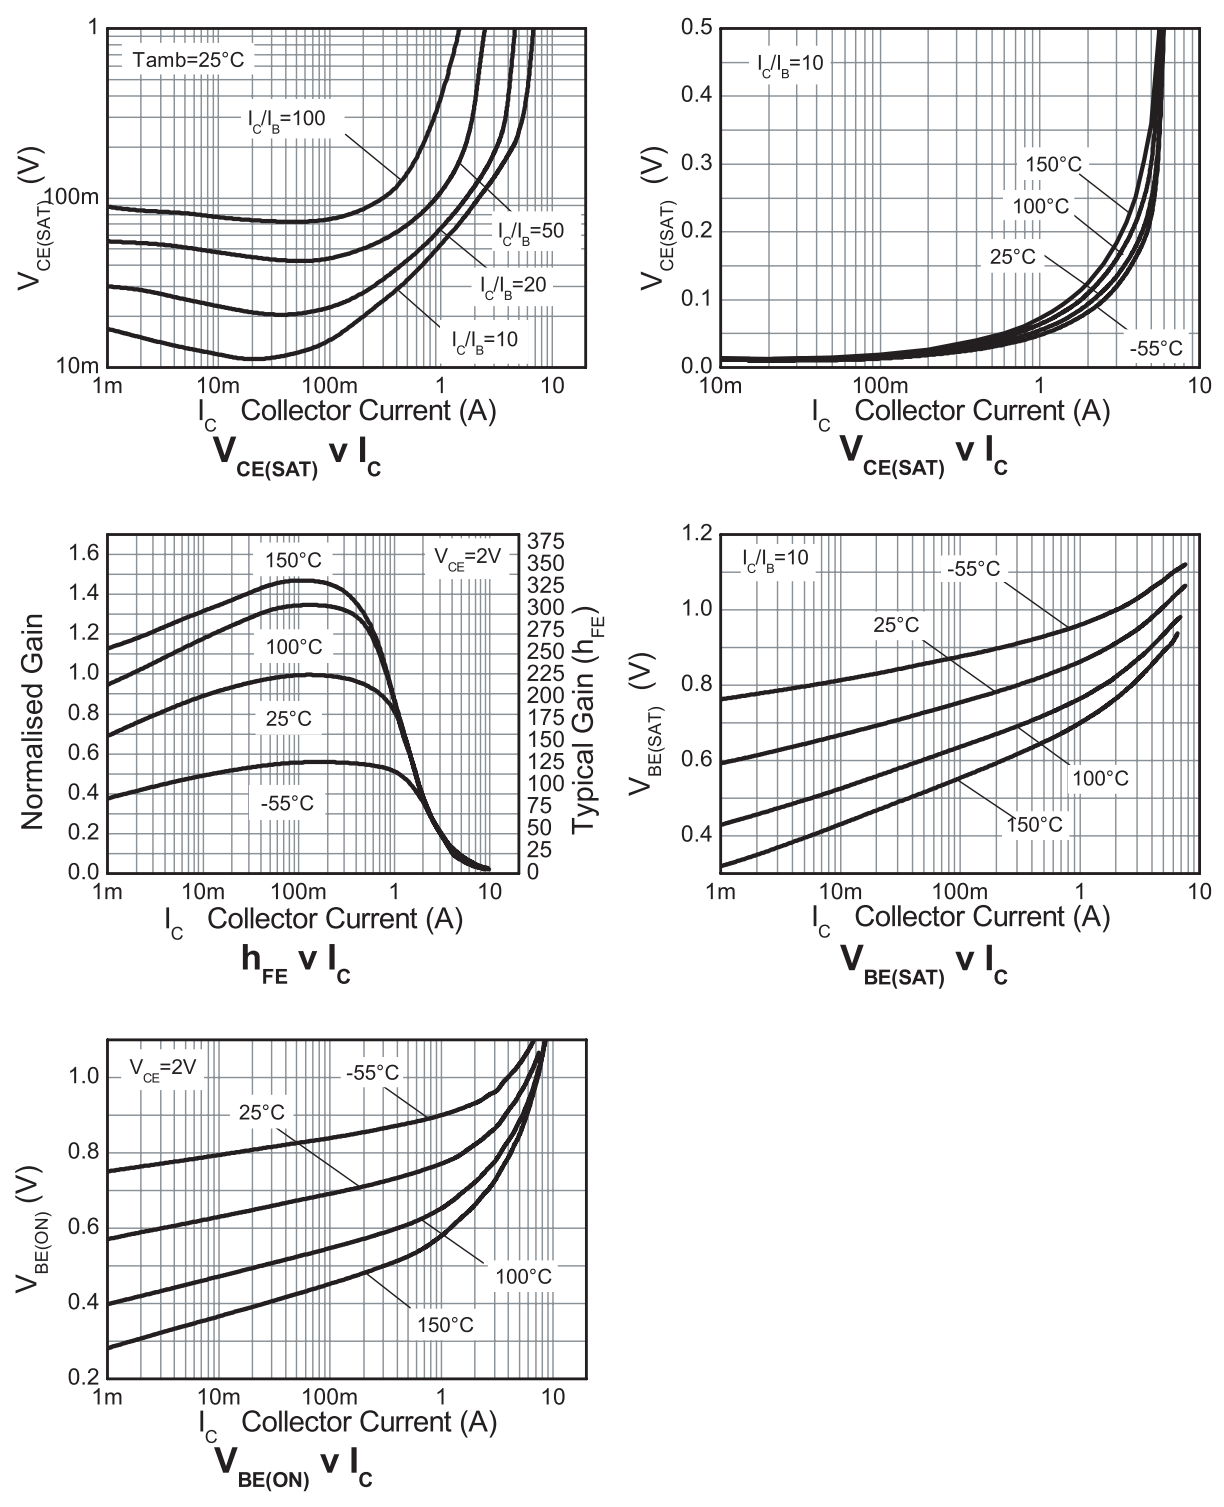 1
Tamb=25°C
IC/IB=100
VCE(SAT) (V)
100m
IC/IB=50
IC/IB=20
IC/IB=10
10m
1m 10m 100m 1 10
IC Collector Current (A)
VCE(SAT) v IC
0.5
IC/IB=10
0.4
150°C
0.3
100°C
VCE(SAT) (V)
0.2
25°C
0.1
-55°C
0.0
10m 100m 1 10
IC Collector Current (A)
VCE(SAT) v IC
1.6
150°C
VCE=2V
1.4
1.2
100°C
1.0
Normalised Gain
0.8
25°C
0.6
0.4
-55°C
0.2
0.0
375
350
325
300
275
250
225
200
175
150
125
100
75
50
25
0
Typical Gain (hFE)
1m 10m 100m 1 10
IC Collector Current (A)
hFE v IC
1.2
IC/IB=10
-55°C
1.0
25°C
0.8
VBE(SAT) (V)
0.6
100°C
150°C
0.4
1m 10m 100m 1 10
IC Collector Current (A)
VBE(SAT) v IC
VCE=2V
1.0
-55°C
25°C
0.8
VBE(ON) (V)
0.6
100°C
0.4
150°C
0.2
1m 10m 100m 1 10
IC Collector Current (A)
VBE(ON) v IC